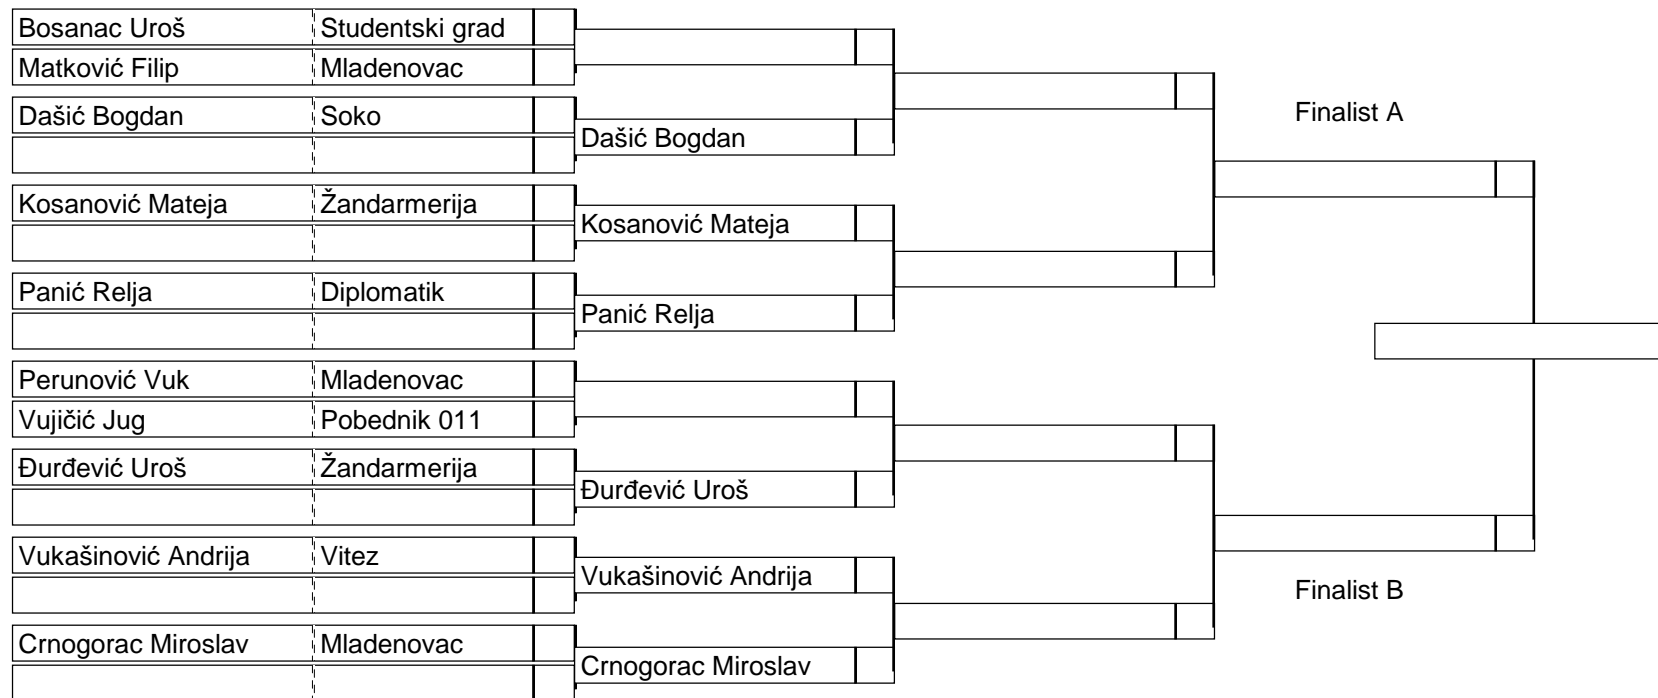 Bosanac Uroš Studentski grad
Matković Filip Mladenovac
Dašić Bogdan Soko
Dašić Bogdan
Kosanović Mateja Žandarmerija
Kosanović Mateja
Panić Relja Diplomatik
Panić Relja
Perunović Vuk Mladenovac
Vujičić Jug Pobednik 011
Đurđević Uroš Žandarmerija
Đurđević Uroš
Vukašinović Andrija Vitez
Vukašinović Andrija
Crnogorac Miroslav Mladenovac
Crnogorac Miroslav
Finalist A
Finalist B